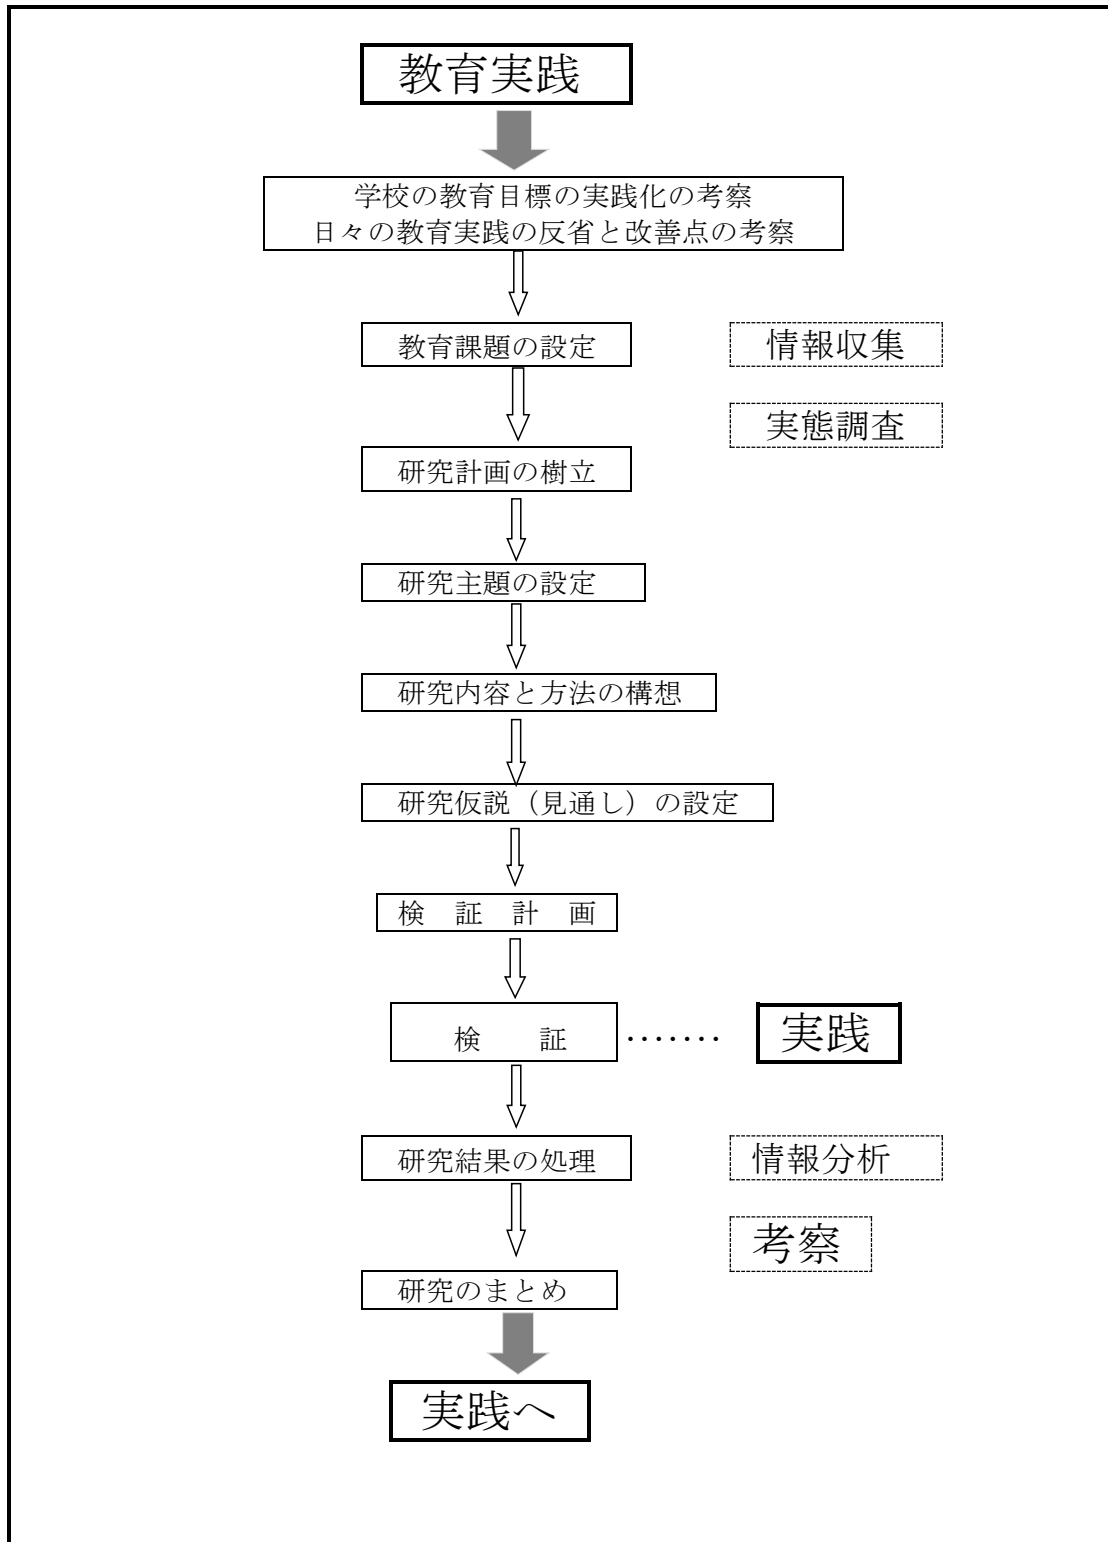 教育実践
学校の教育目標の実践化の考察
日々の教育実践の反省と改善点の考察
教育課題の設定
情報収集
実態調査
研究計画の樹立
研究主題の設定
研究内容と方法の構想
研究仮説（見通し）の設定
検　証　計　画
検　　証 ・・・・・・・ 実践
研究結果の処理
情報分析
考察
研究のまとめ
実践へ